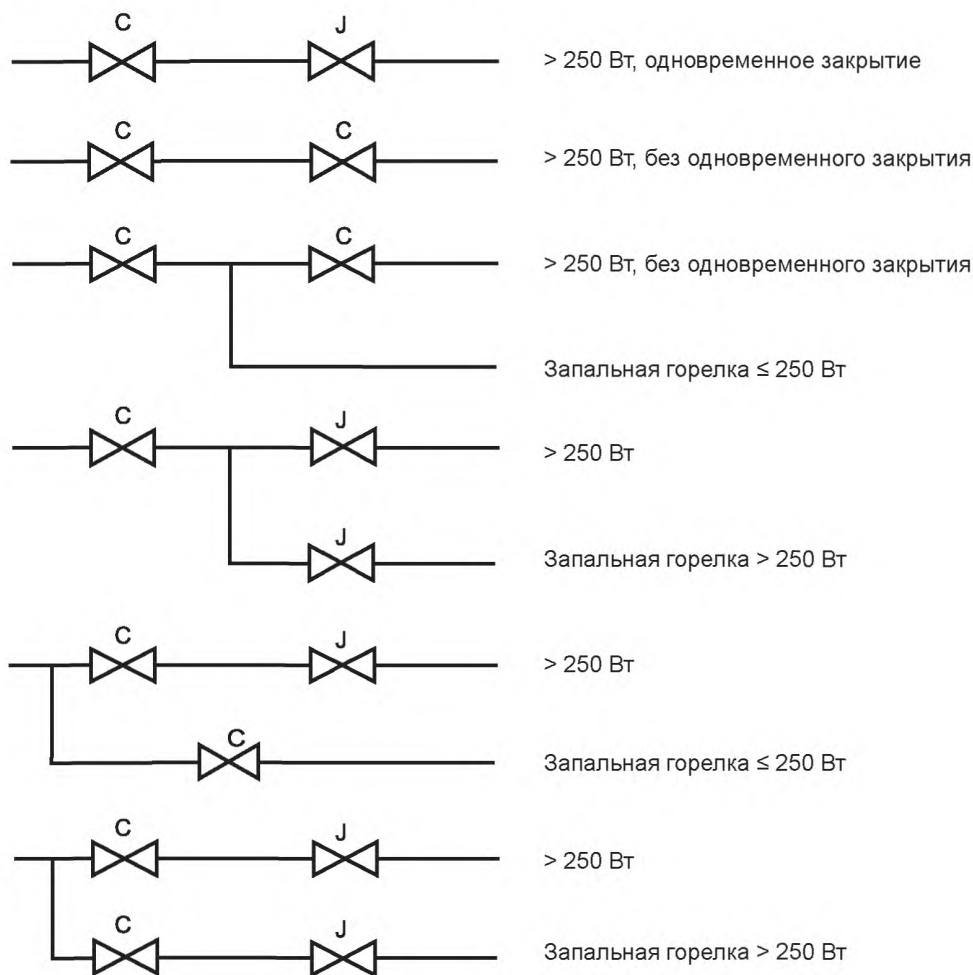 C J
> 250 Вт, одновременное закрытие
C C
> 250 Вт, без одновременного закрытия
C C
> 250 Вт, без одновременного закрытия
Запальная горелка ≤ 250 Вт
C J
> 250 Вт
J
Запальная горелка > 250 Вт
C J
> 250 Вт
C
Запальная горелка ≤ 250 Вт
C J
> 250 Вт
C J
Запальная горелка > 250 Вт